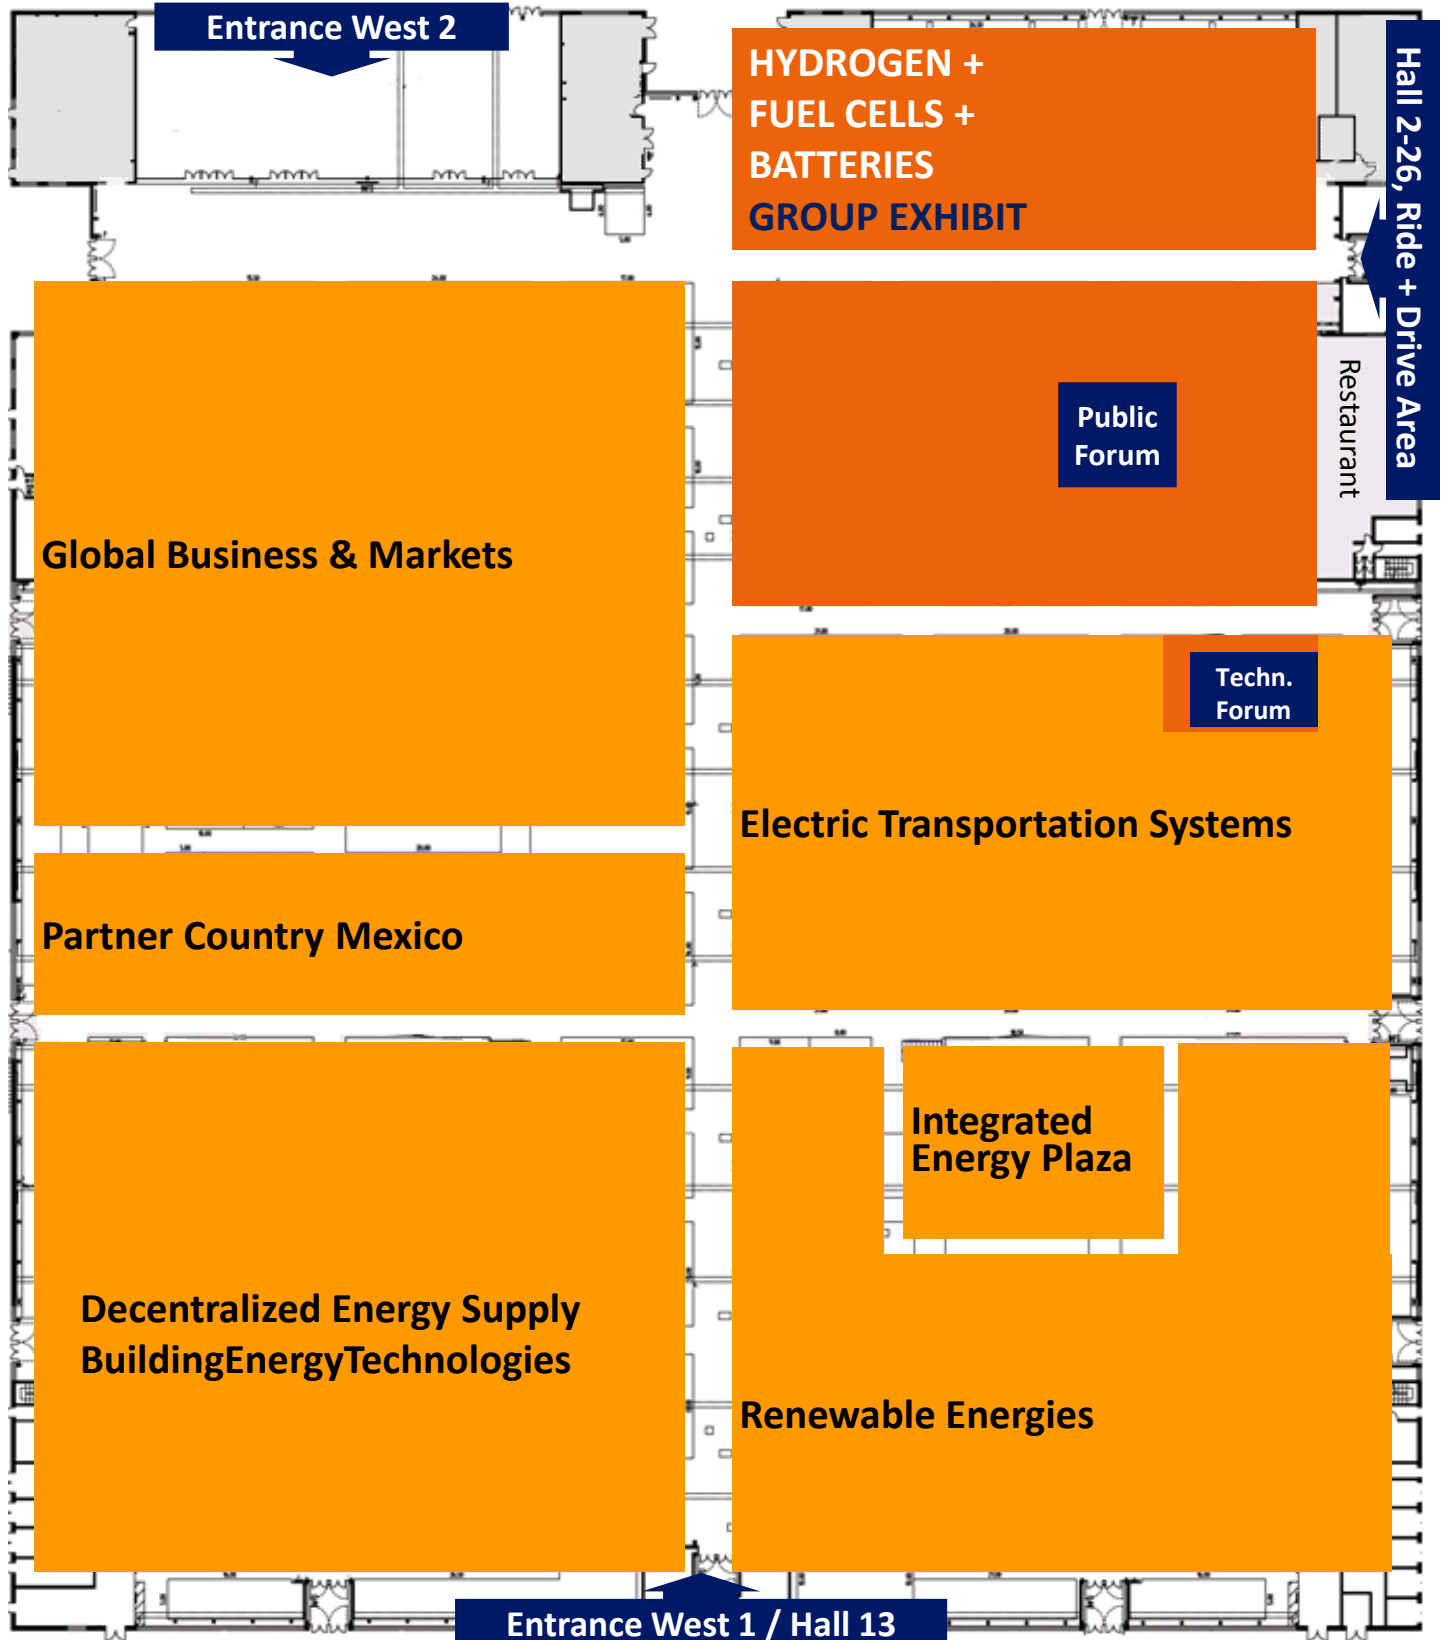 Entrance West 2
HYDROGEN +
FUEL CELLS +
BATTERIES
GROUP EXHIBIT
Hall 2-26, Ride + Drive Area
Restaurant
Public
Forum
Global Business & Markets
Techn.
Forum
Electric Transportation Systems
Partner Country Mexico
Integrated
Energy Plaza
Decentralized Energy Supply
BuildingEnergyTechnologies
Renewable Energies
Entrance West 1 / Hall 13